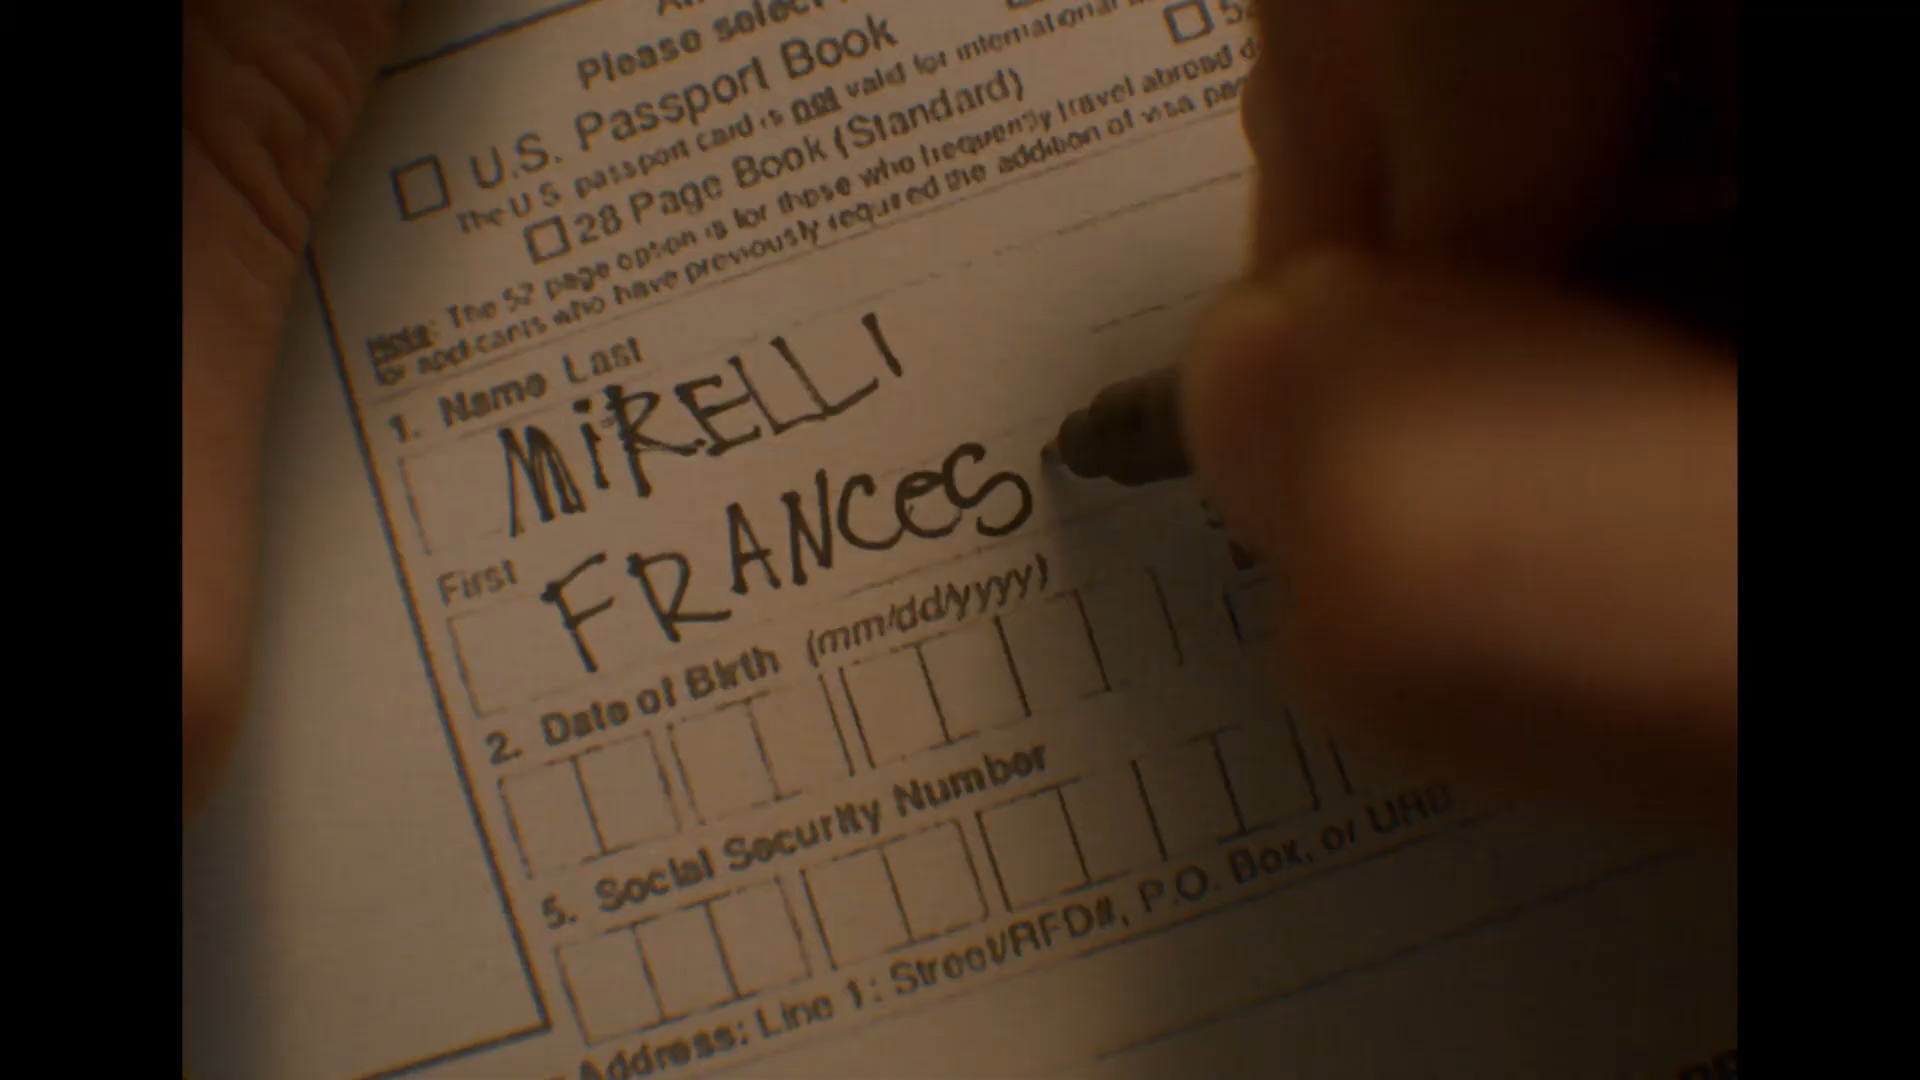 Please select
U.S. Passport Book
The U.S. passport card is not valid for international
28 Page Book (Standard)
Note: The 52 page option is for those who frequently travel abroad
for applicants who have previously required the addition of visa
1. Name Last
MiRELLI
First
FRANCeS
2. Date of Birth (mm/dd/yyyy)
5. Social Security Number
Address: Line 1: Street/RFD#, P.O. Box, or URB